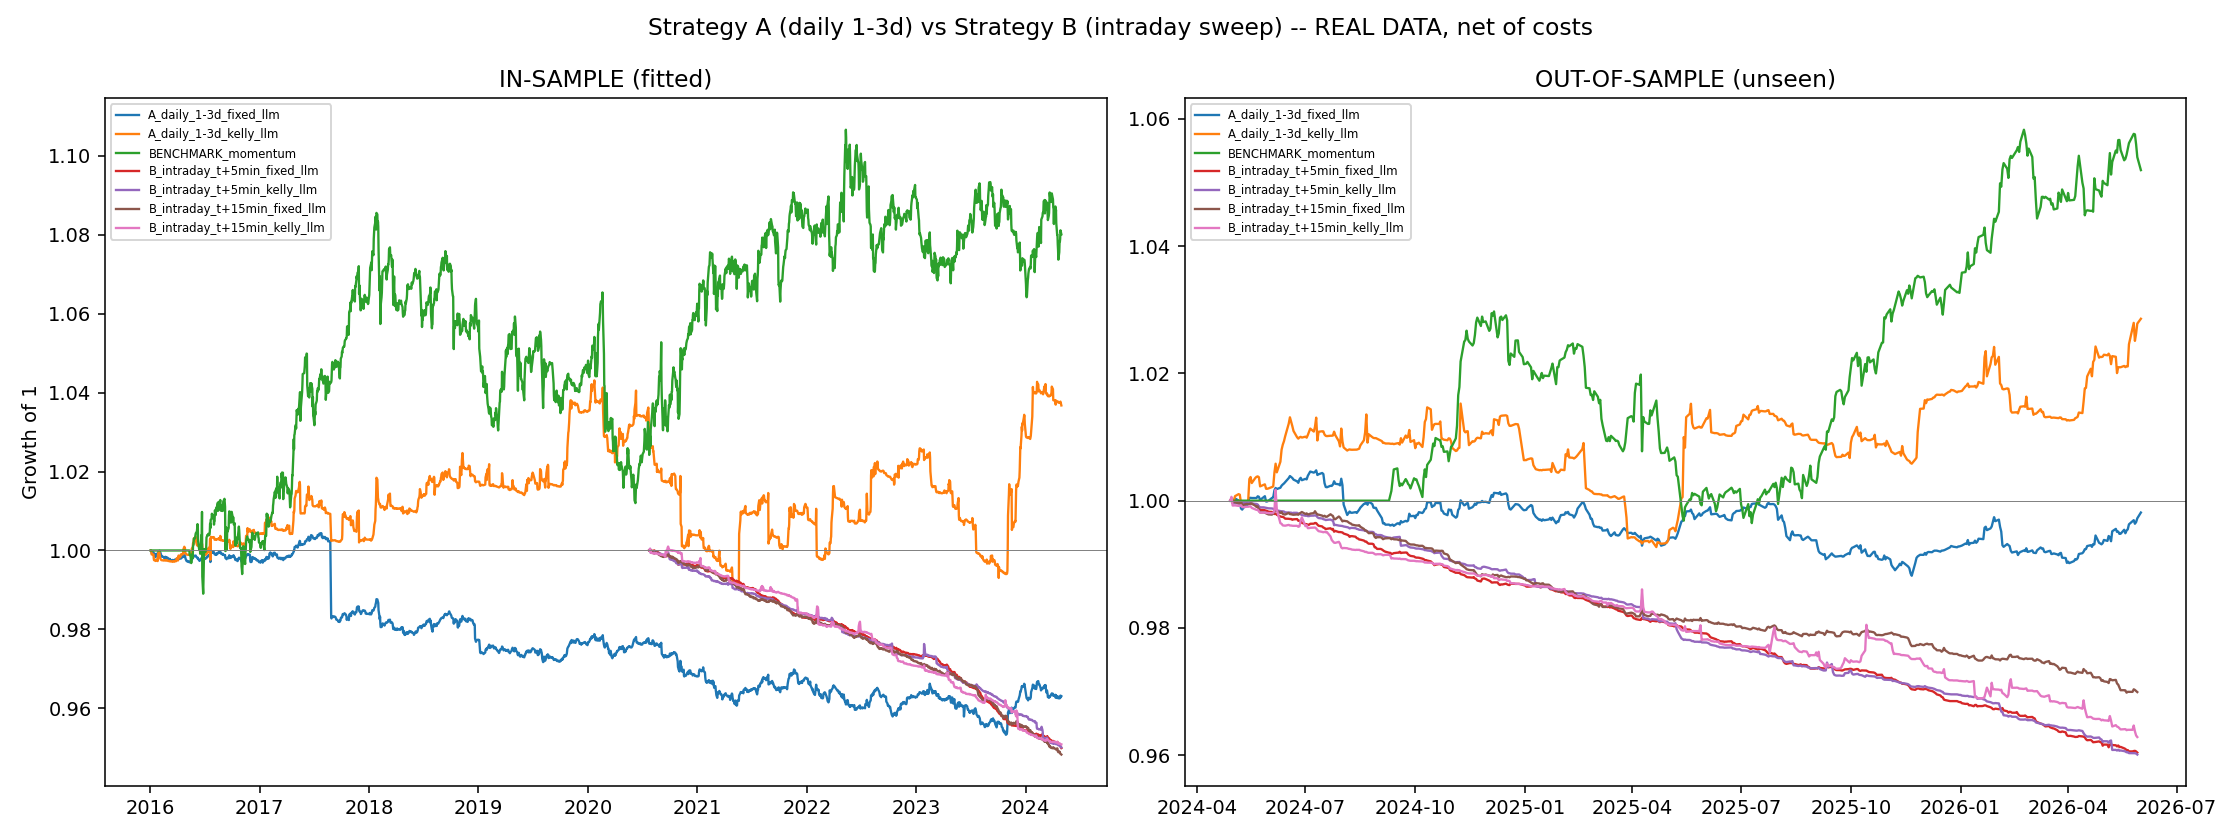 Strategy A (daily 1-3d) vs Strategy B (intraday sweep) -- REAL DATA, net of costs
IN-SAMPLE (fitted)
A_daily_1-3d_fixed_llm
A_daily_1-3d_kelly_llm
BENCHMARK_momentum
B_intraday_t+5min_fixed_llm
B_intraday_t+5min_kelly_llm
B_intraday_t+15min_fixed_llm
B_intraday_t+15min_kelly_llm
Growth of 1
1.10
1.08
1.06
1.04
1.02
1.00
0.98
0.96
2016 2017 2018 2019 2020 2021 2022 2023 2024
OUT-OF-SAMPLE (unseen)
A_daily_1-3d_fixed_llm
A_daily_1-3d_kelly_llm
BENCHMARK_momentum
B_intraday_t+5min_fixed_llm
B_intraday_t+5min_kelly_llm
B_intraday_t+15min_fixed_llm
B_intraday_t+15min_kelly_llm
1.06
1.04
1.02
1.00
0.98
0.96
2024-04 2024-07 2024-10 2025-01 2025-04 2025-07 2025-10 2026-01 2026-04 2026-07